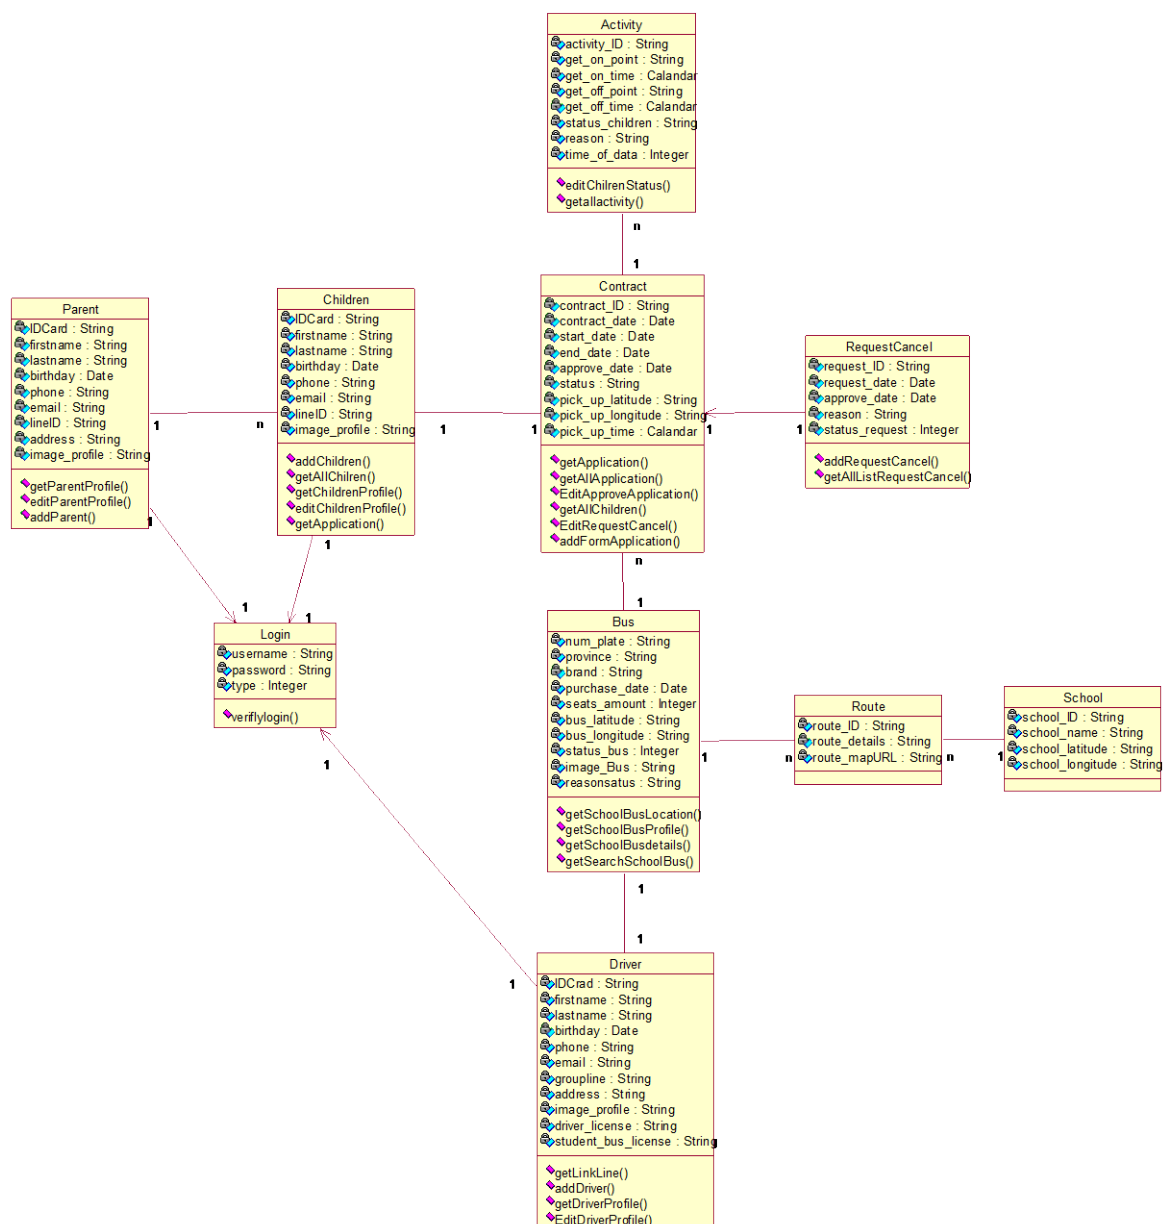 Activity
activity_ID : String
get_on_point : String
get_on_time : Calandar
get_off_point : String
get_off_time : Calandar
status_children : String
reason : String
time_of_data : Integer
editChilrenStatus()
getallactivity()
n
1
Parent
IDCard : String
firstname : String
lastname : String
birthday : Date
phone : String
email : String
lineID : String
address : String
image_profile : String
getParentProfile()
editParentProfile()
addParent()
1
n
1
1
Children
IDCard : String
firstname : String
lastname : String
birthday : Date
phone : String
email : String
lineID : String
image_profile : String
addChildren()
getAllChilren()
getChildrenProfile()
editChildrenProfile()
getApplication()
1
1
1
1
Contract
contract_ID : String
contract_date : Date
start_date : Date
end_date : Date
approve_date : Date
status : String
pick_up_latitude : String
pick_up_longitude : String
pick_up_time : Calandar
getApplication()
getAllApplication()
EditApproveApplication()
getAllChildren()
EditRequestCancel()
addFormApplication()
1
1
RequestCancel
request_ID : String
request_date : Date
approve_date : Date
reason : String
status_request : Integer
addRequestCancel()
getAllListRequestCancel()
n
1
Login
username : String
password : String
type : Integer
veriflylogin()
1
1
Bus
num_plate : String
province : String
brand : String
purchase_date : Date
seats_amount : Integer
bus_latitude : String
bus_longitude : String
status_bus : Integer
image_Bus : String
reasonsatus : String
getSchoolBusLocation()
getSchoolBusProfile()
getSchoolBusdetails()
getSearchSchoolBus()
1
n
Route
route_ID : String
route_details : String
route_mapURL : String
n
1
School
school_ID : String
school_name : String
school_latitude : String
school_longitude : String
1
1
Driver
IDCrad : String
firstname : String
lastname : String
birthday : Date
phone : String
email : String
groupline : String
address : String
image_profile : String
driver_license : String
student_bus_license : String
getLinkLine()
addDriver()
getDriverProfile()
EditDriverProfile()